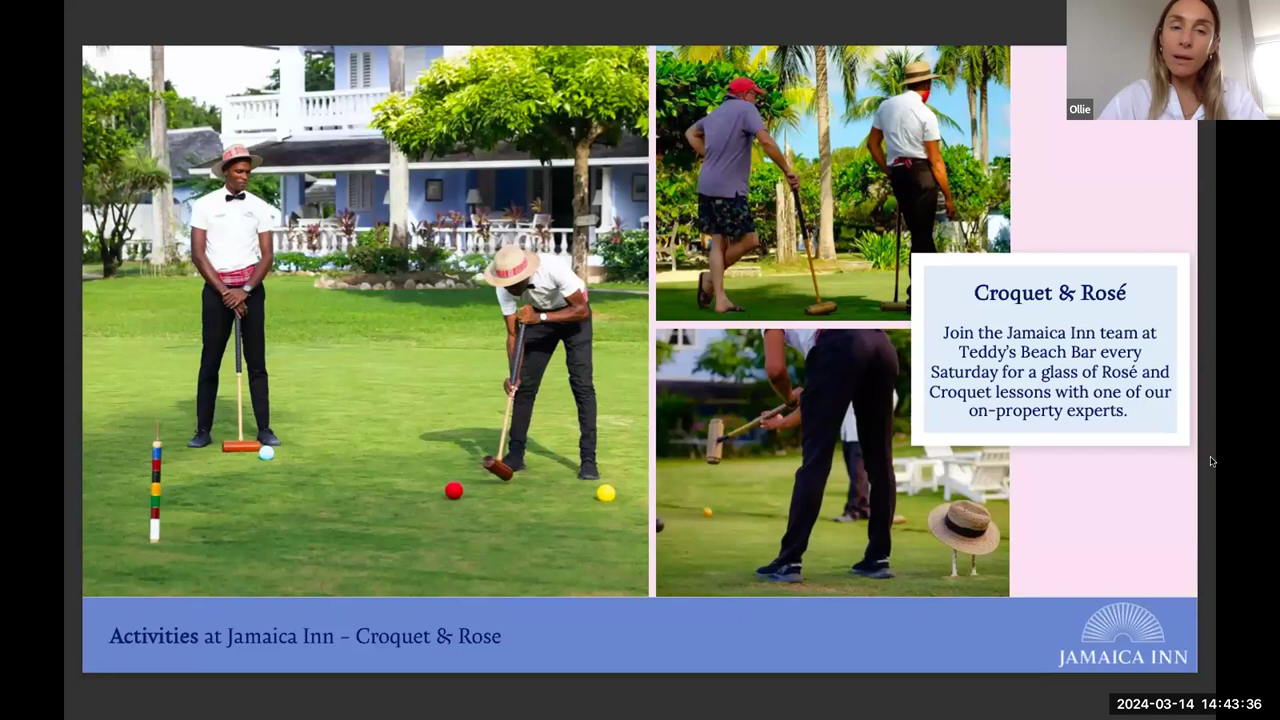 Ollie
Croquet & Rosé
Join the Jamaica Inn team at
Teddy's Beach Bar every
Saturday for a glass of Rosé and
Croquet lessons with one of our
on-property experts.
Activities at Jamaica Inn – Croquet & Rose
JAMAICA INN
2024-03-14 14:43:36